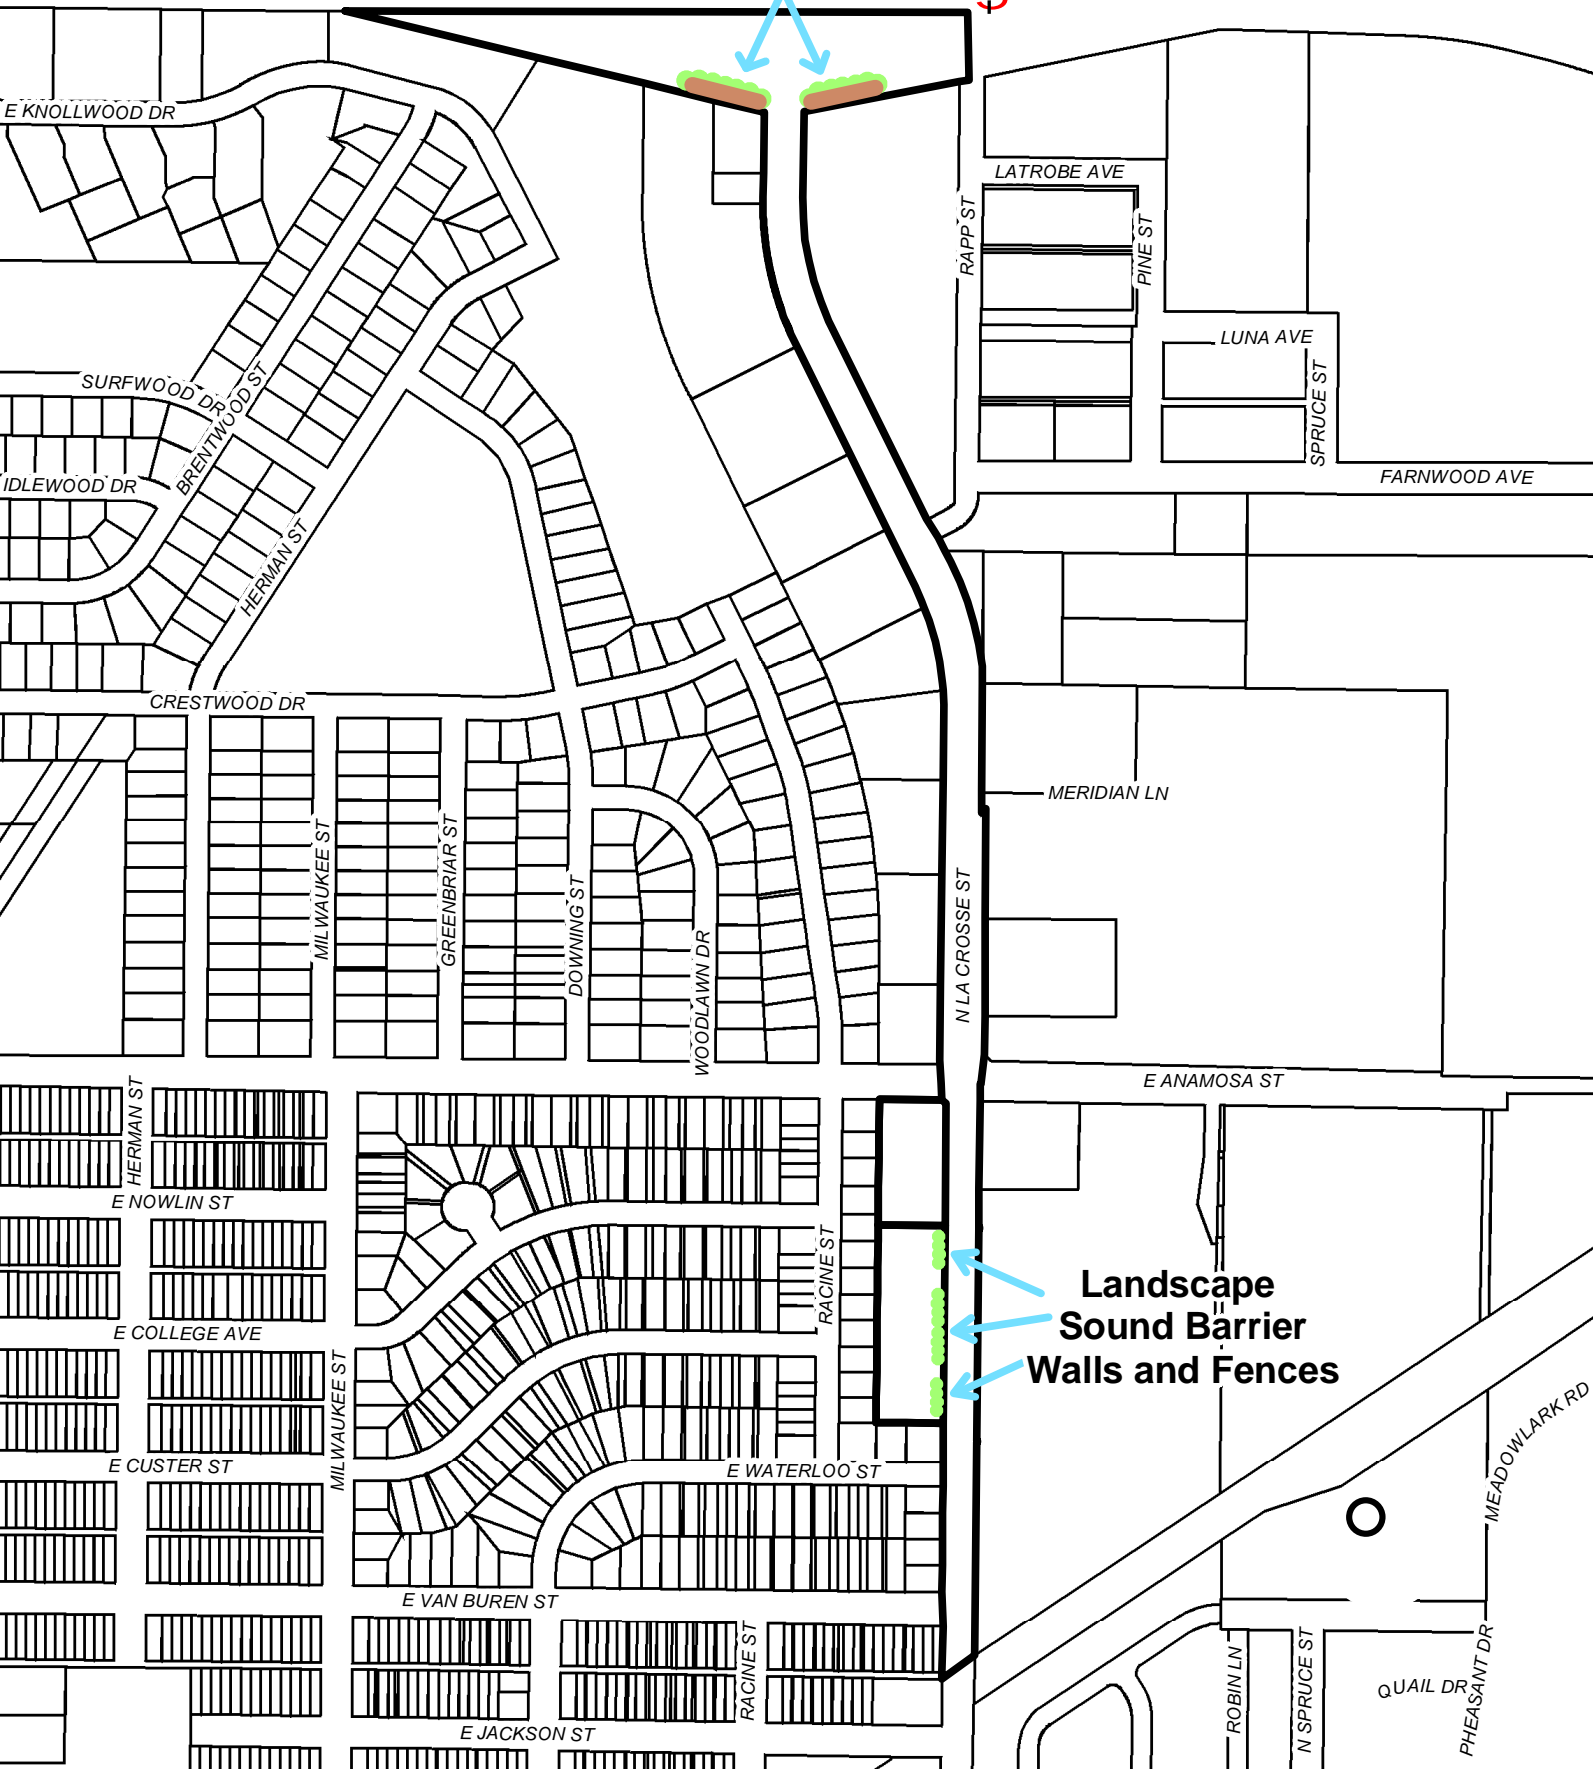 E KNOLLWOOD DR
LATROBE AVE
RAPP ST
PINE ST
LUNA AVE
SPRUCE ST
SURFWOOD DR
BRENTWOOD ST
IDLEWOOD DR
FARNWOOD AVE
HERMAN ST
CRESTWOOD DR
MERIDIAN LN
MILWAUKEE ST
GREENBRIAR ST
DOWNING ST
WOODLAWN DR
N LA CROSSE ST
E ANAMOSA ST
HERMAN ST
E NOWLIN ST
RACINE ST
Landscape
Sound Barrier
Walls and Fences
E COLLEGE AVE
MILWAUKEE ST
E CUSTER ST
E WATERLOO ST
MEADOWLARK RD
E VAN BUREN ST
RACINE ST
ROBIN LN
N SPRUCE ST
QUAIL DR
PHEASANT DR
E JACKSON ST